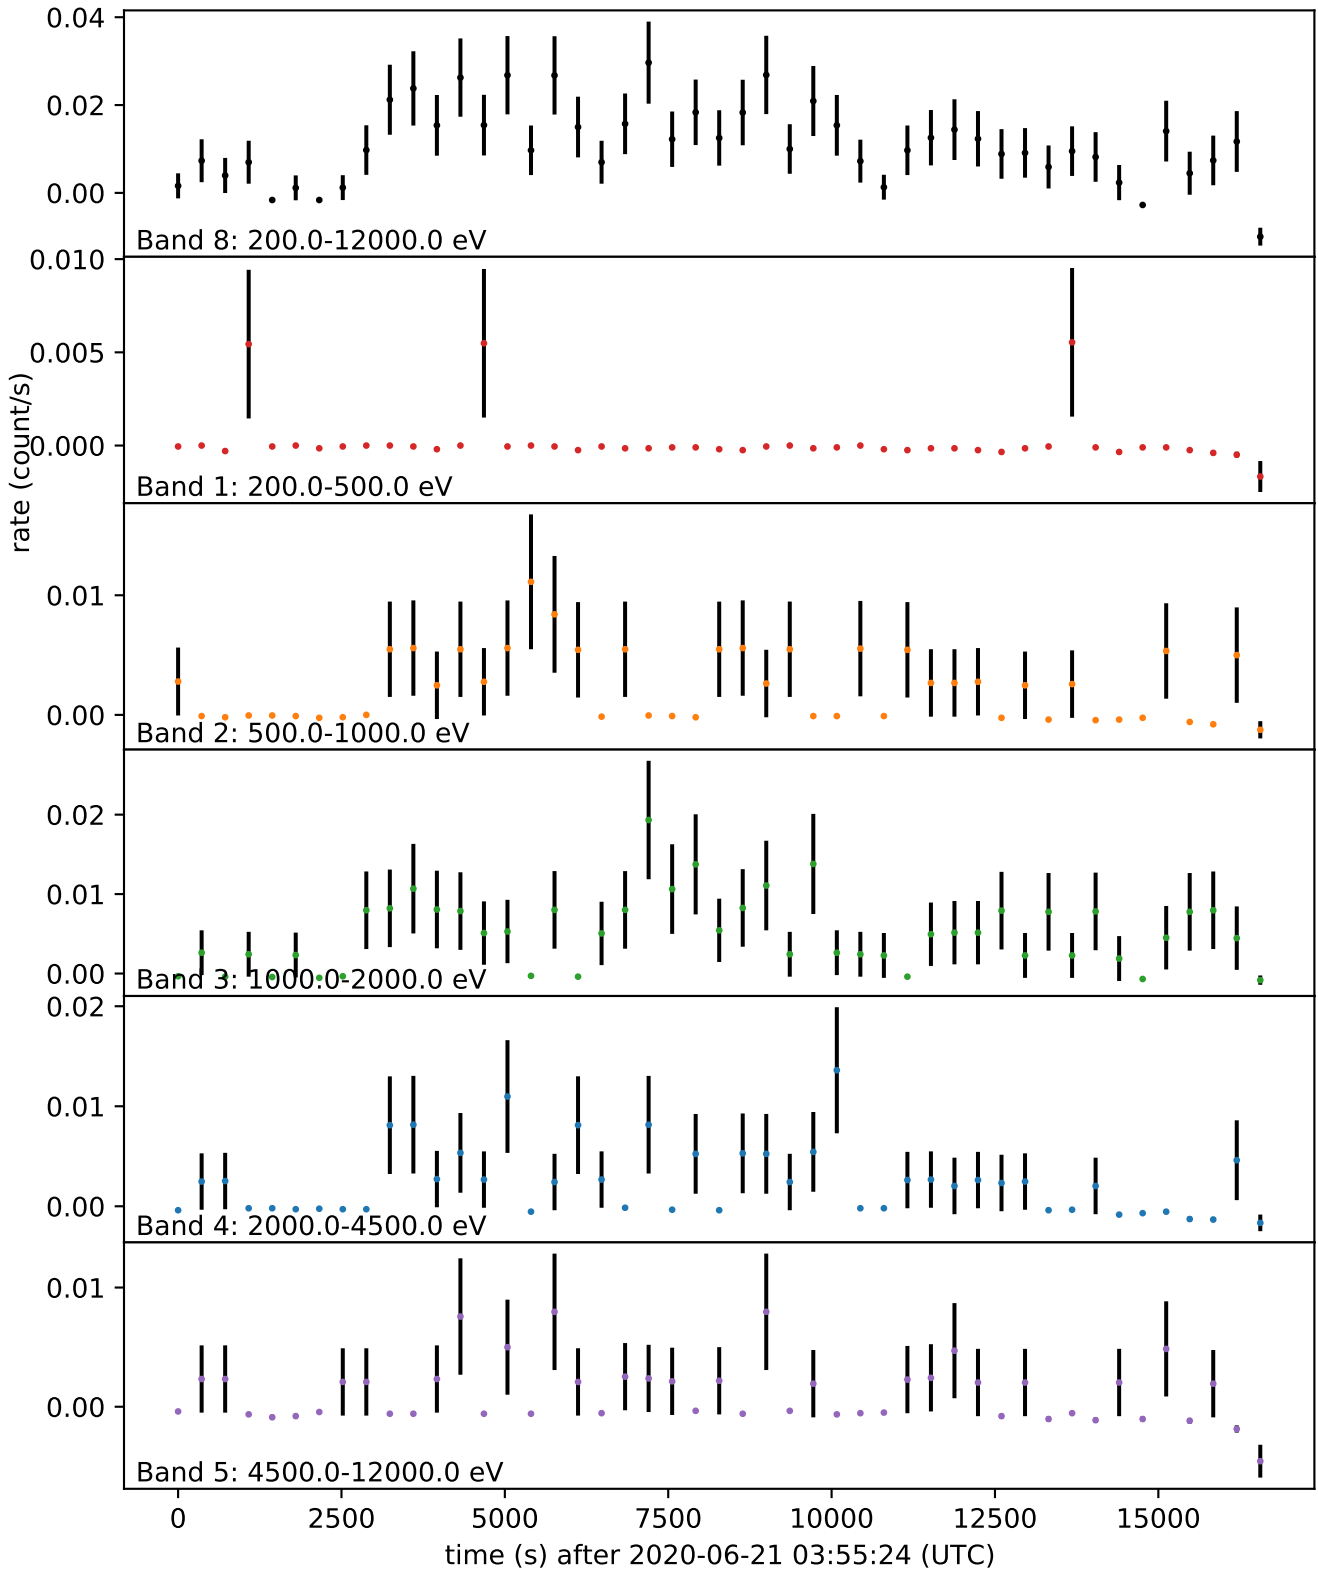 0.04
0.02
0.00
Band 8: 200.0-12000.0 eV
0.010
0.005
0.000
Band 1: 200.0-500.0 eV
rate (count/s)
0.01
0.00
Band 2: 500.0-1000.0 eV
0.02
0.01
0.00
Band 3: 1000.0-2000.0 eV
0.02
0.01
0.00
Band 4: 2000.0-4500.0 eV
0.01
0.00
Band 5: 4500.0-12000.0 eV
0 2500 5000 7500 10000 12500 15000
time (s) after 2020-06-21 03:55:24 (UTC)